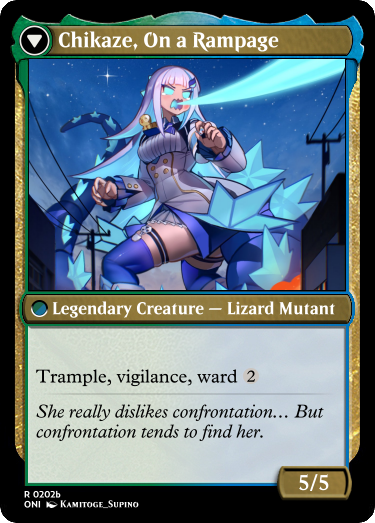 Chikaze, On a Rampage
Legendary Creature — Lizard Mutant
Trample, vigilance, ward 2
She really dislikes confrontation... But
confrontation tends to find her.
5/5
R 0202b
ONI Kamitoge_Supino